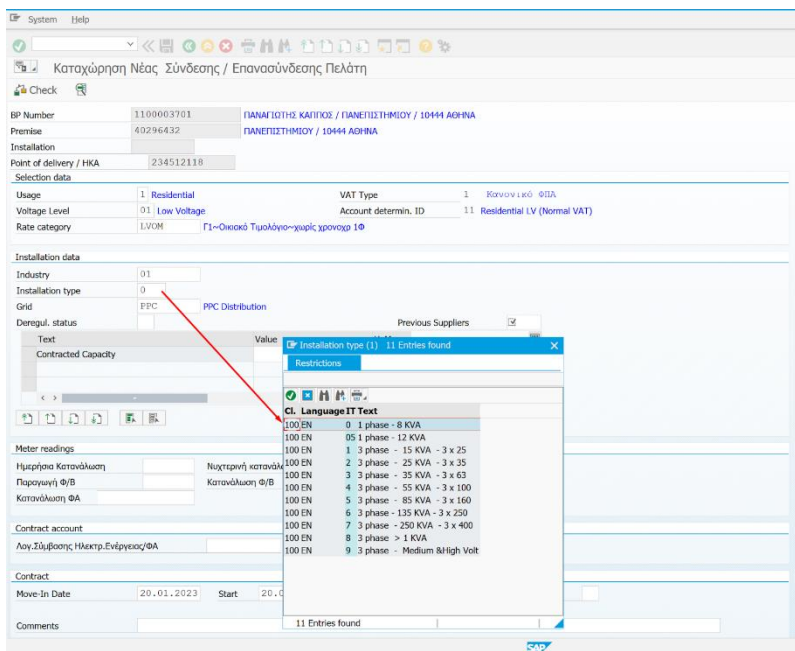 System Help
Καταχώρηση Νέας Σύνδεσης / Επανασύνδεσης Πελάτη
Check
BP Number 1100003701 ΠΑΝΑΓΙΩΤΗΣ ΚΑΠΠΟΣ / ΠΑΝΕΠΙΣΤΗΜΙΟΥ / 10444 ΑΘΗΝΑ
Premise 40296432 ΠΑΝΕΠΙΣΤΗΜΙΟΥ / 10444 ΑΘΗΝΑ
Installation
Point of delivery / HKA 234512118
Selection data
Usage 1 Residential VAT Type 1 Κανονικό ΦΠΑ
Voltage Level 01 Low Voltage Account determin. ID 11 Residential LV (Normal VAT)
Rate category LVOM Γ1~Οικιακό Τιμολόγιο~χωρίς χρονοχρ 1Φ
Installation data
Industry 01
Installation type 0
Grid PPC PPC Distribution
Deregul. status Previous Suppliers
Text Value
Contracted Capacity
Installation type (1) 11 Entries found
Restrictions
Cl. Language IT Text
100 EN 0 1 phase - 8 KVA
100 EN 05 1 phase - 12 KVA
100 EN 1 3 phase - 15 KVA - 3 x 25
100 EN 2 3 phase - 25 KVA - 3 x 35
100 EN 3 3 phase - 35 KVA - 3 x 63
100 EN 4 3 phase - 55 KVA - 3 x 100
100 EN 5 3 phase - 85 KVA - 3 x 160
100 EN 6 3 phase - 135 KVA - 3 x 250
100 EN 7 3 phase - 250 KVA - 3 x 400
100 EN 8 3 phase > 1 KVA
100 EN 9 3 phase - Medium &High Volt
11 Entries found
Meter readings
Ημερήσια Κατανάλωση Νυχτερινή
Παραγωγή Φ/Β Κατανάλωση Φ/Β
Κατανάλωση ΦΑ
Contract account
Λογ.Σύμβασης Ηλεκτρ.Ενέργειας/ΦΑ
Contract
Move-In Date 20.01.2023 Start
Comments
SAP